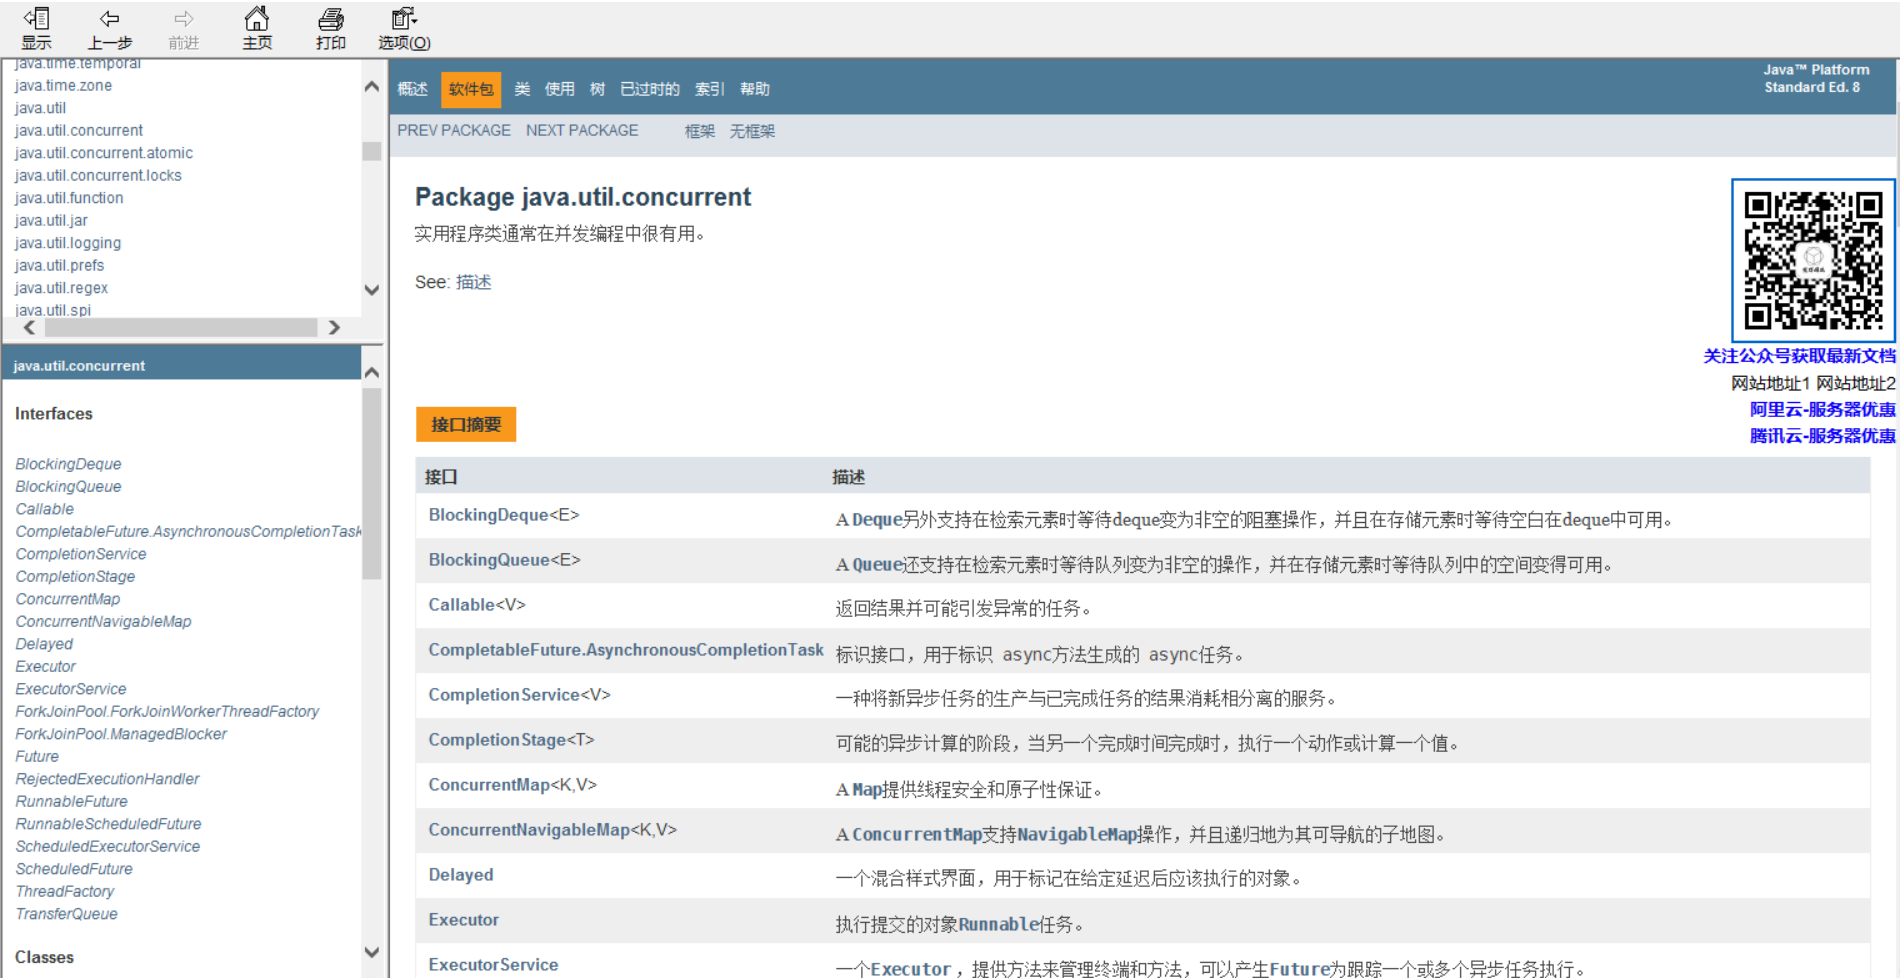 显示 上一步 前进 主页 打印 选项(O)
java.time.temporal
java.time.zone
java.util
java.util.concurrent
java.util.concurrent.atomic
java.util.concurrent.locks
java.util.function
java.util.jar
java.util.logging
java.util.prefs
java.util.regex
java.util.spi
java.util.concurrent
Interfaces
BlockingDeque
BlockingQueue
Callable
CompletableFuture.AsynchronousCompletionTask
CompletionService
CompletionStage
ConcurrentMap
ConcurrentNavigableMap
Delayed
Executor
ExecutorService
ForkJoinPool.ForkJoinWorkerThreadFactory
ForkJoinPool.ManagedBlocker
Future
RejectedExecutionHandler
RunnableFuture
RunnableScheduledFuture
ScheduledExecutorService
ScheduledFuture
ThreadFactory
TransferQueue
Classes
概述 软件包 类 使用 树 已过时的 索引 帮助
Java™ Platform
Standard Ed. 8
PREV PACKAGE NEXT PACKAGE 框架 无框架
Package java.util.concurrent
实用程序类通常在并发编程中很有用。
See: 描述
关注公众号获取最新文档
网站地址1 网站地址2
阿里云-服务器优惠
腾讯云-服务器优惠
接口摘要
接口 描述
BlockingDeque<E> A Deque另外支持在检索元素时等待deque变为非空的阻塞操作，并且在存储元素时等待空白在deque中可用。
BlockingQueue<E> A Queue还支持在检索元素时等待队列变为非空的操作，并在存储元素时等待队列中的空间变得可用。
Callable<V> 返回结果并可能引发异常的任务。
CompletableFuture.AsynchronousCompletionTask 标识接口，用于标识 async方法生成的 async任务。
CompletionService<V> 一种将新异步任务的生产与已完成任务的结果消耗相分离的服务。
CompletionStage<T> 可能的异步计算的阶段，当另一个完成时间完成时，执行一个动作或计算一个值。
ConcurrentMap<K,V> A Map提供线程安全和原子性保证。
ConcurrentNavigableMap<K,V> A ConcurrentMap支持NavigableMap操作，并且递归地为其可导航的子地图。
Delayed 一个混合样式界面，用于标记在给定延迟后应该执行的对象。
Executor 执行提交的对象Runnable任务。
ExecutorService 一个Executor ，提供方法来管理终端和方法，可以产生Future为跟踪一个或多个异步任务执行。